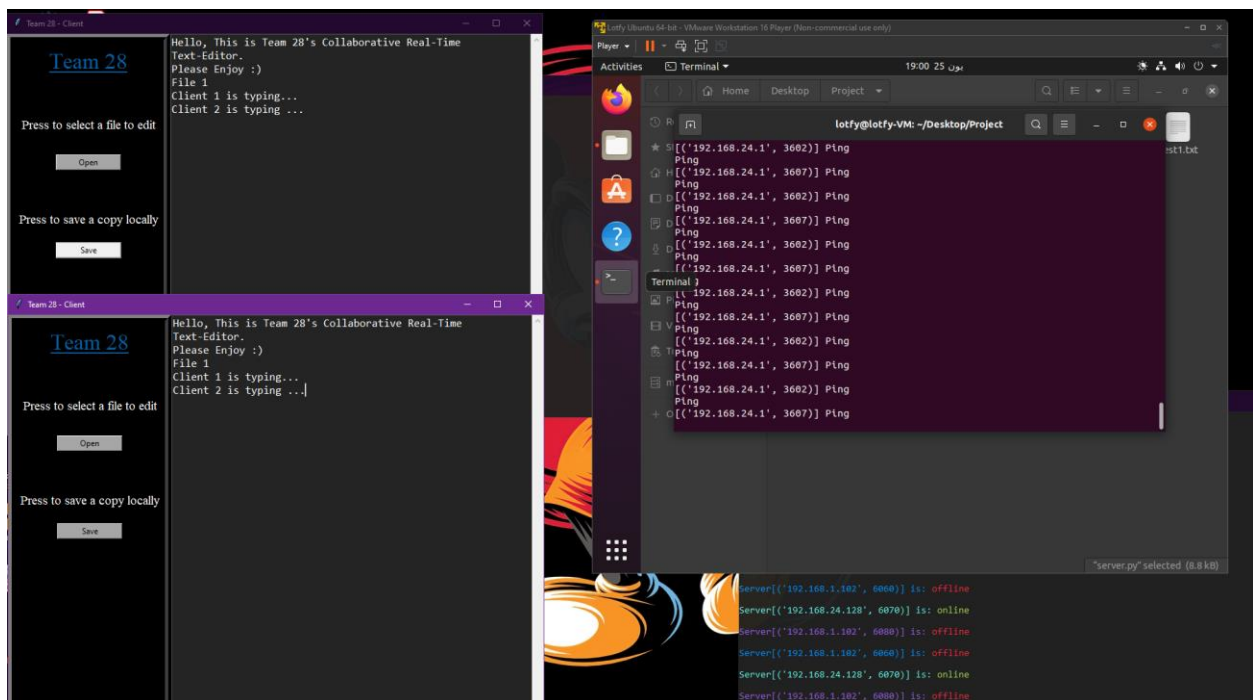 Team 28 - Client
Team 28
Press to select a file to edit
Open
Press to save a copy locally
Save
Hello, This is Team 28's Collaborative Real-Time
Text-Editor.
Please Enjoy :)
File 1
Client 1 is typing...
Client 2 is typing ...
Team 28 - Client
Team 28
Press to select a file to edit
Open
Press to save a copy locally
Save
Hello, This is Team 28's Collaborative Real-Time
Text-Editor.
Please Enjoy :)
File 1
Client 1 is typing...
Client 2 is typing ...
Lotfy Ubuntu 64-bit - VMware Workstation 16 Player (Non-commercial use only)
Player
Activities Terminal 19:00 25 يون
Home Desktop Project
lotfy@lotfy-VM: ~/Desktop/Project
est1.txt
[('192.168.24.1', 3602)] Ping
Ping
[('192.168.24.1', 3607)] Ping
Ping
[('192.168.24.1', 3602)] Ping
Ping
[('192.168.24.1', 3607)] Ping
Ping
[('192.168.24.1', 3602)] Ping
Ping
[('192.168.24.1', 3607)] Ping
Terminal
[('192.168.24.1', 3602)] Ping
Ping
[('192.168.24.1', 3607)] Ping
Ping
Ping
[('192.168.24.1', 3607)] Ping
Ping
[('192.168.24.1', 3602)] Ping
Ping
[('192.168.24.1', 3607)] Ping
"server.py" selected (8.8 kB)
Server[('192.168.1.102', 6060)] is: offline
Server[('192.168.24.128', 6070)] is: online
Server[('192.168.1.102', 6080)] is: offline
Server[('192.168.1.102', 6060)] is: offline
Server[('192.168.24.128', 6070)] is: online
Server[('192.168.1.102', 6080)] is: offline